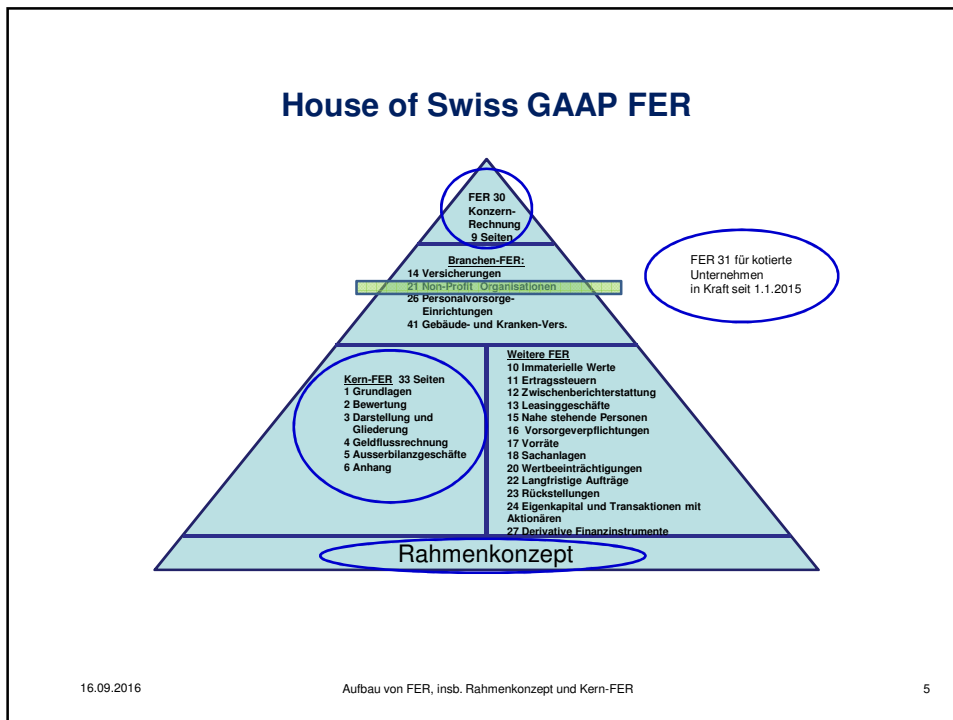 House of Swiss GAAP FER
FER 30
Konzern-
Rechnung
9 Seiten
Branchen-FER:
14 Versicherungen
21 Non-Profit Organisationen
26 Personalvorsorge-
Einrichtungen
41 Gebäude- und Kranken-Vers.
FER 31 für kotierte
Unternehmen
in Kraft seit 1.1.2015
Kern-FER 33 Seiten
1 Grundlagen
2 Bewertung
3 Darstellung und
Gliederung
4 Geldflussrechnung
5 Ausserbilanzgeschäfte
6 Anhang
Weitere FER
10 Immaterielle Werte
11 Ertragssteuern
12 Zwischenberichterstattung
13 Leasinggeschäfte
15 Nahe stehende Personen
16 Vorsorgeverpflichtungen
17 Vorräte
18 Sachanlagen
20 Wertbeeinträchtigungen
22 Langfristige Aufträge
23 Rückstellungen
24 Eigenkapital und Transaktionen mit
Aktionären
27 Derivative Finanzinstrumente
Rahmenkonzept
16.09.2016
Aufbau von FER, insb. Rahmenkonzept und Kern-FER
5